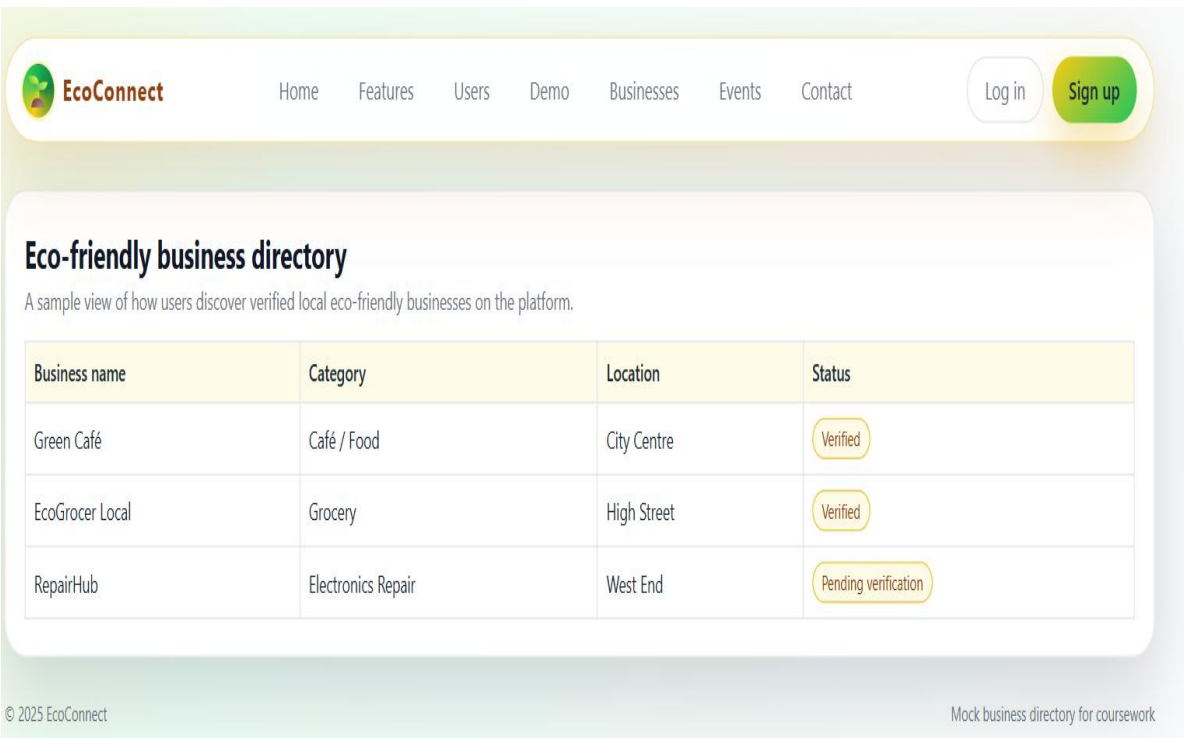 EcoConnect Home Features Users Demo Businesses Events Contact Log in Sign up
Eco-friendly business directory
A sample view of how users discover verified local eco-friendly businesses on the platform.
Business name Category Location Status
Green Café Café / Food City Centre Verified
EcoGrocer Local Grocery High Street Verified
RepairHub Electronics Repair West End Pending verification
© 2025 EcoConnect Mock business directory for coursework